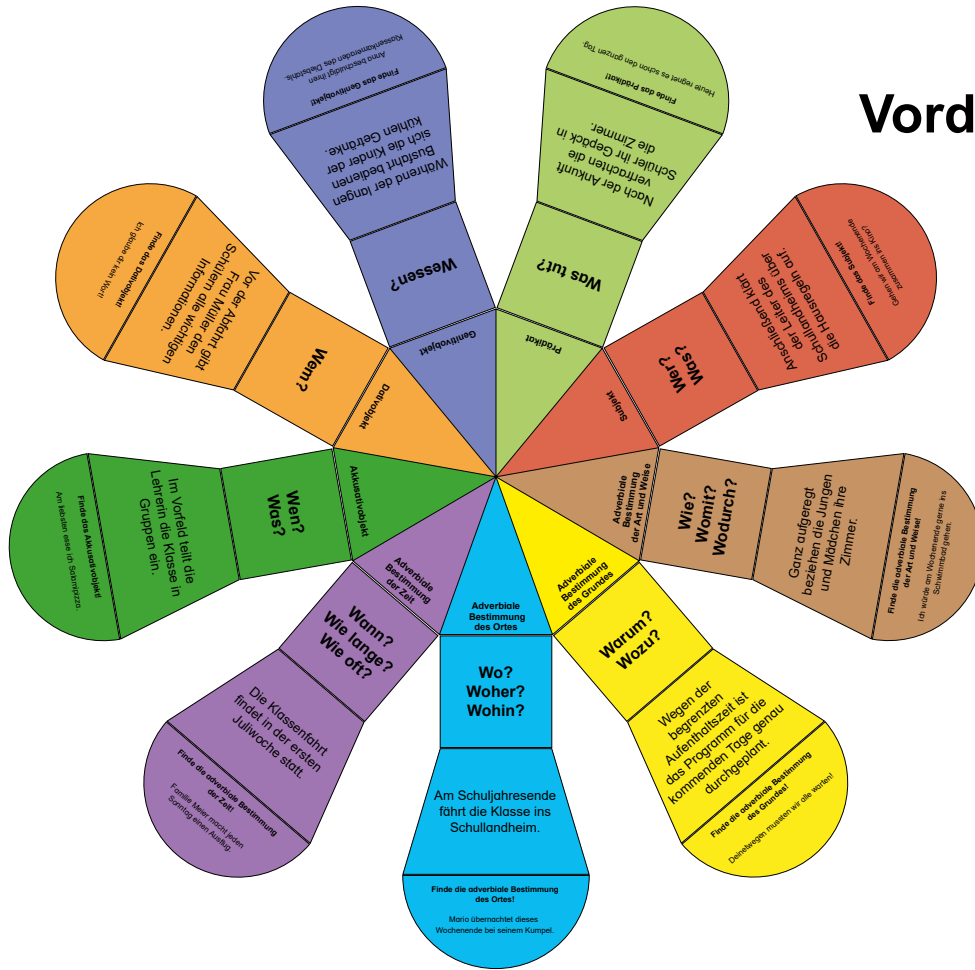 Vord
Prädikat
Was tut?
Nach der Ankunft
verfrachten die
Schüler ihr Gepäck in
die Zimmer.
Finde das Prädikat!
Heute regnet es schon den ganzen Tag.
Subjekt
Wer?
Was?
Anschließend klärt
der Leiter des
Schullandheims über
die Hausregeln auf.
Finde das Subjekt!
Gehen wir am Wochenende
zusammen ins Kino?
Adverbiale
Bestimmung
der Art und Weise
Wie?
Womit?
Wodurch?
Ganz aufgeregt
beziehen die Jungen
und Mädchen ihre
Zimmer.
Finde die adverbiale Bestimmung
der Art und Weise!
Ich würde am Wochenende gerne ins
Schwimmbad gehen.
Adverbiale
Bestimmung
des Grundes
Warum?
Wozu?
Wegen der
begrenzten
Aufenthaltszeit ist
das Programm für die
kommenden Tage genau
durchgeplant.
Finde die adverbiale Bestimmung
des Grundes!
Deinetwegen mussten wir alle warten!
Adverbiale
Bestimmung
des Ortes
Wo?
Woher?
Wohin?
Am Schuljahresende
fährt die Klasse ins
Schullandheim.
Finde die adverbiale Bestimmung
des Ortes!
Mario übernachtet dieses
Wochenende bei seinem Kumpel.
Adverbiale
Bestimmung
der Zeit
Wann?
Wie lange?
Wie oft?
Die Klassenfahrt
findet in der ersten
Juliwoche statt.
Finde die adverbiale Bestimmung
der Zeit!
Familie Meier macht jeden
Sonntag einen Ausflug.
Akkusativobjekt
Wen?
Was?
Im Vorfeld teilt die
Lehrerin die Klasse in
Gruppen ein.
Finde das Akkusativobjekt!
Am liebsten esse ich Salamipizza.
Dativobjekt
Wem?
Vor der Abfahrt gibt
Frau Müller den
Schülern alle wichtigen
Informationen.
Finde das Dativobjekt!
Ich glaube dir kein Wort!
Genitivobjekt
Wessen?
Während der langen
Busfahrt bedienen
sich die Kinder der
kühlen Getränke.
Finde das Genitivobjekt!
Anna beschuldigt ihren
Klassenkameraden des Diebstahls.